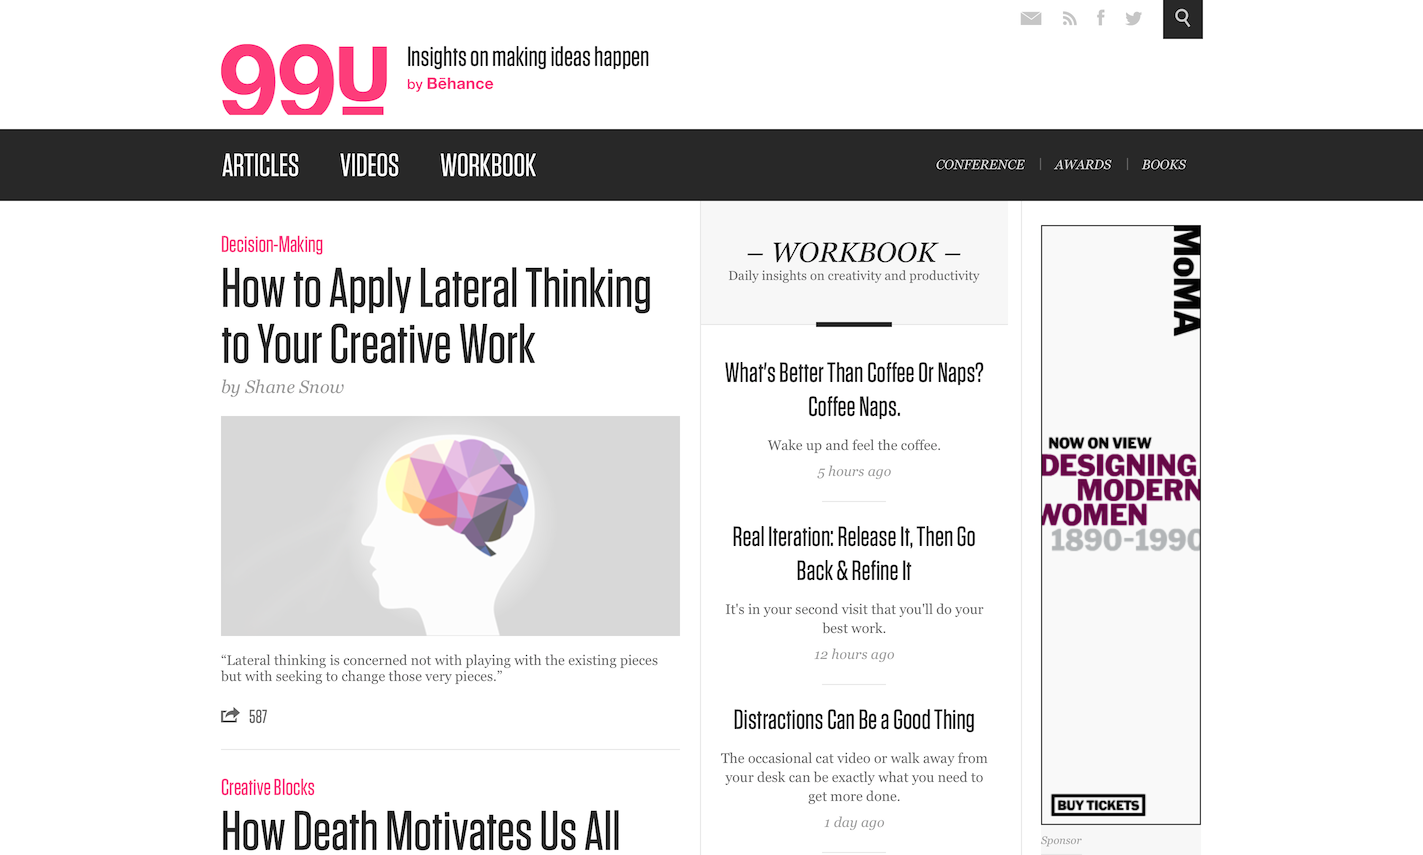 99U
Insights on making ideas happen
by Bēhance
ARTICLES
VIDEOS
WORKBOOK
CONFERENCE
AWARDS
BOOKS
Decision-Making
How to Apply Lateral Thinking
to Your Creative Work
by Shane Snow
“Lateral thinking is concerned not with playing with the existing pieces
but with seeking to change those very pieces.”
587
Creative Blocks
How Death Motivates Us All
– WORKBOOK –
Daily insights on creativity and productivity
What's Better Than Coffee Or Naps?
Coffee Naps.
Wake up and feel the coffee.
5 hours ago
Real Iteration: Release It, Then Go
Back & Refine It
It's in your second visit that you'll do your
best work.
12 hours ago
Distractions Can Be a Good Thing
The occasional cat video or walk away from
your desk can be exactly what you need to
get more done.
1 day ago
MoMA
NOW ON VIEW
DESIGNING
MODERN
WOMEN
1890-1990
BUY TICKETS
Sponsor